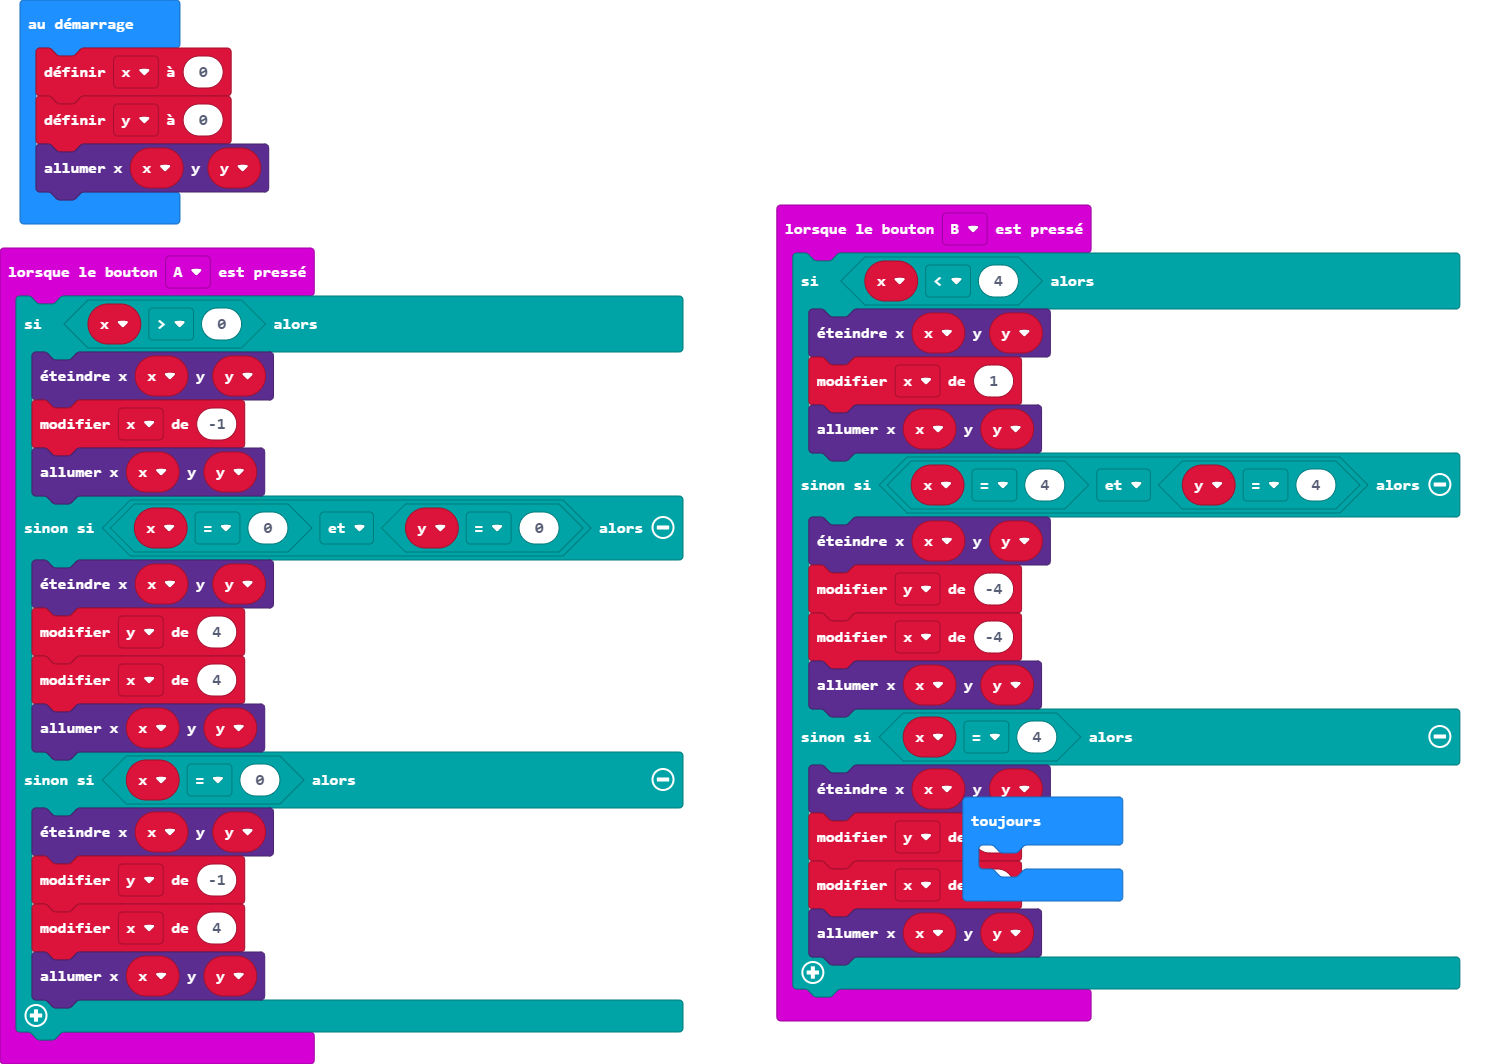 au démarrage
définir x à 0
définir y à 0
allumer x x y y
lorsque le bouton A est pressé
si x > 0 alors
éteindre x x y y
modifier x de -1
allumer x x y y
sinon si x = 0 et y = 0 alors
éteindre x x y y
modifier y de 4
modifier x de 4
allumer x x y y
sinon si x = 0 alors
éteindre x x y y
modifier y de -1
modifier x de 4
allumer x x y y
lorsque le bouton B est pressé
si x < 4 alors
éteindre x x y y
modifier x de 1
allumer x x y y
sinon si x = 4 et y = 4 alors
éteindre x x y y
modifier y de -4
modifier x de -4
allumer x x y y
sinon si x = 4 alors
éteindre x x y y
modifier y de
modifier x de
allumer x x y y
toujours